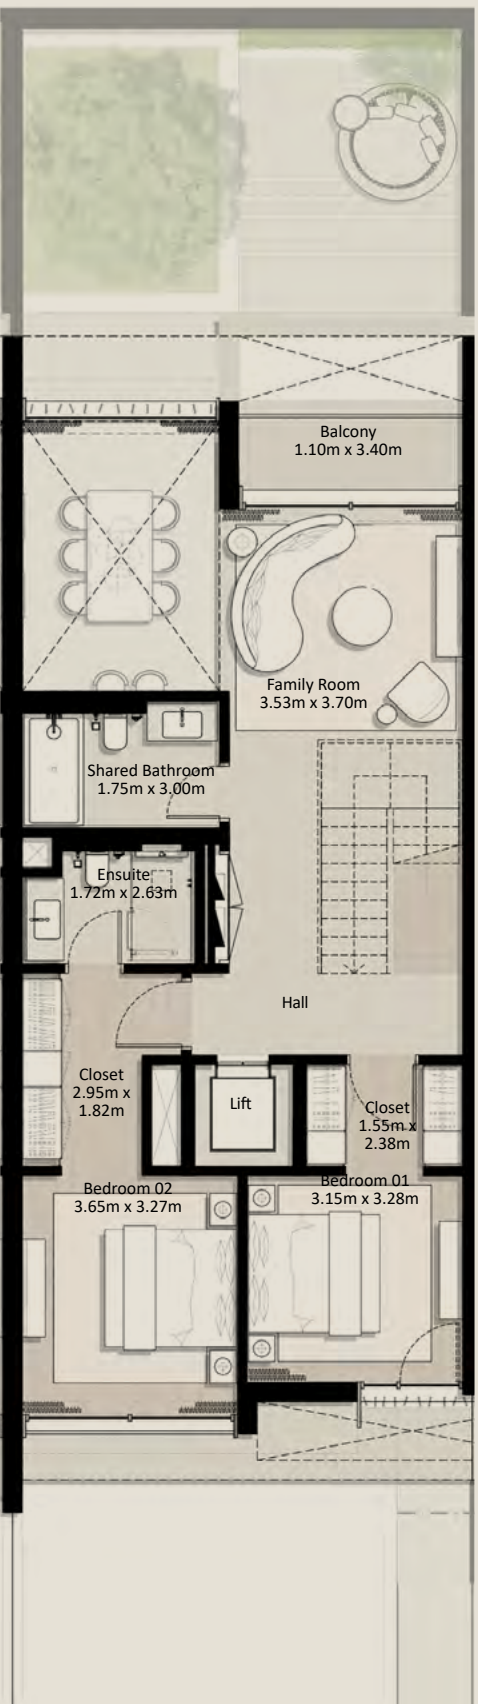 Balcony
1.10m x 3.40m
Family Room
3.53m x 3.70m
Shared Bathroom
1.75m x 3.00m
Ensuite
1.72m x 2.63m
Hall
Closet
2.95m x
1.82m
Lift
Closet
1.55m x
2.38m
Bedroom 02
3.65m x 3.27m
Bedroom 01
3.15m x 3.28m